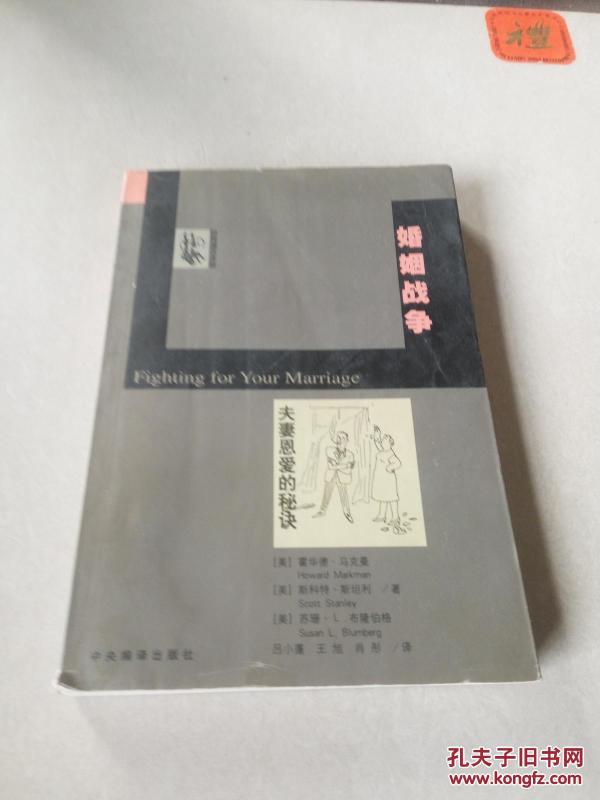 禮
婚姻战争
Fighting for Your Marriage
夫妻恩爱的秘诀
[美] 霍华德·马克曼
Howard Markman
[美] 斯科特·斯坦利 / 著
Scott Stanley
[美] 苏珊·L·布隆伯格
Susan L. Blumberg
中央编译出版社
吕小蓬 王旭 肖彤 / 译
孔夫子旧书网
www.kongfz.com